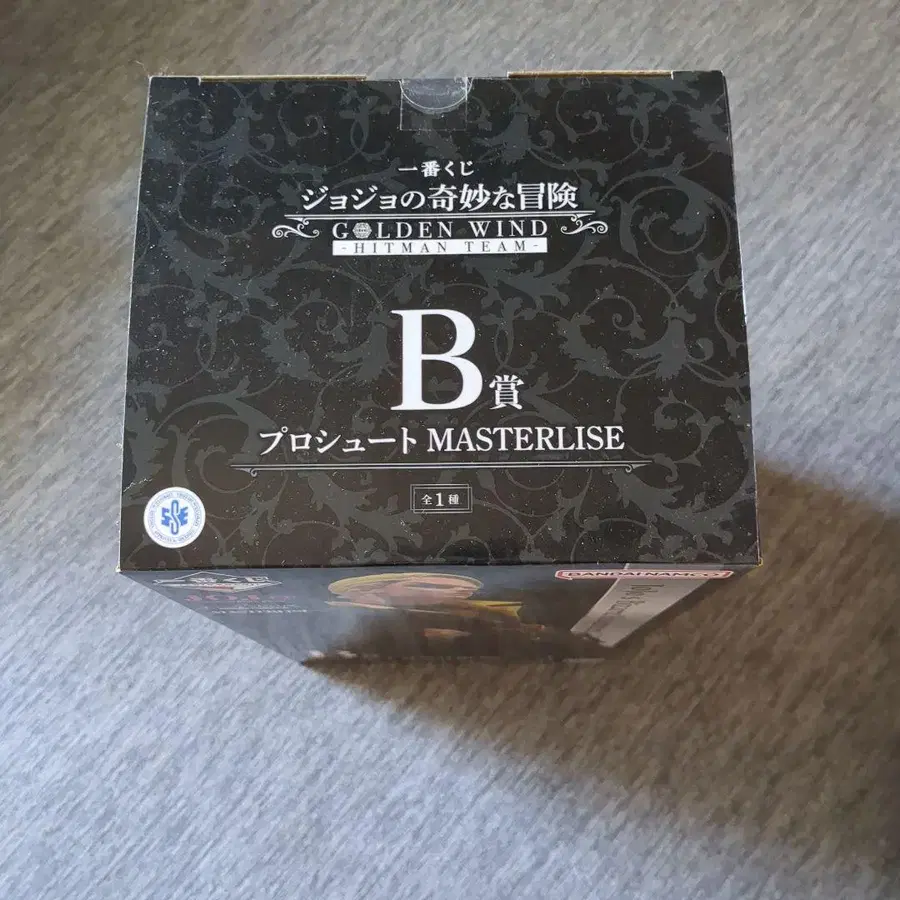 一番くじ
ジョジョの奇妙な冒険
GOLDEN WIND
-HITMAN TEAM-
B賞
プロシュート MASTERLISE
全1種
BANDAI NAMCO